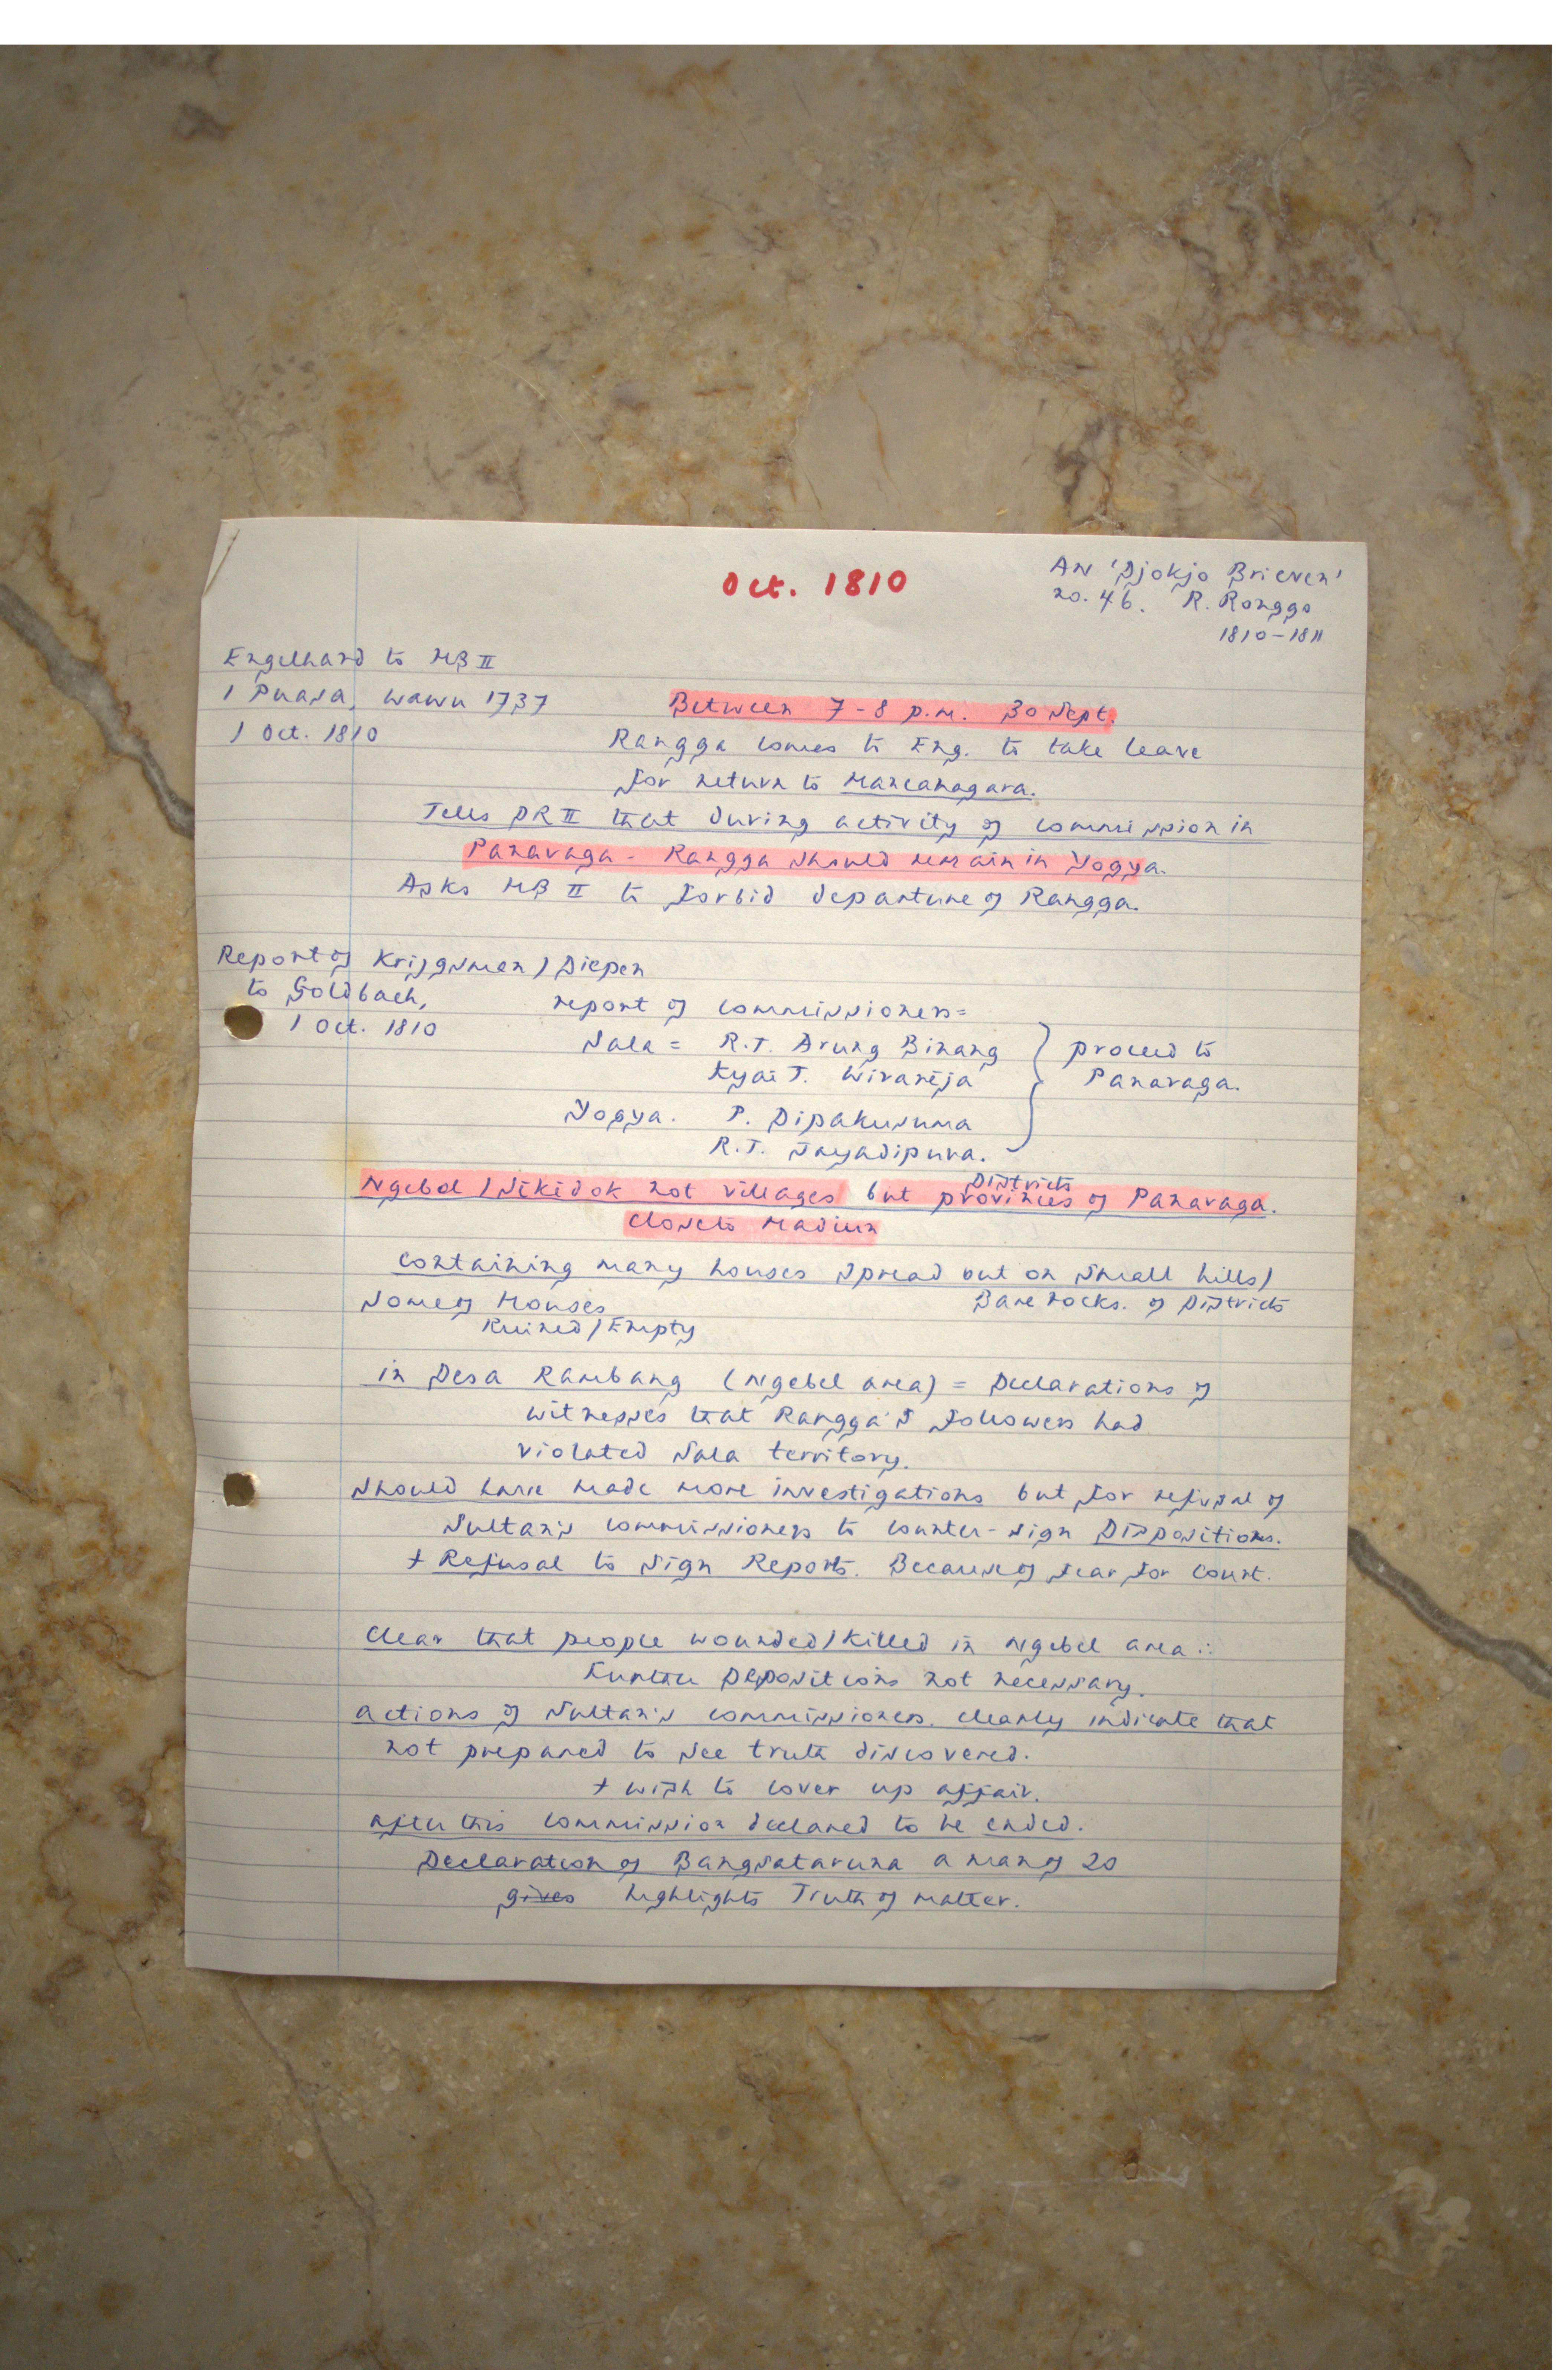 Oct. 1810
AN 'Djokjo Brieven'
no. 46. R. Ronggo
1810-1811
Engelhard to HB II
1 Puasa, Wawu 1737
1 Oct. 1810
Between 7-8 p.m. 30 Sept.
Rangga comes to Eng. to take leave
for return to Mancanagara.
Tells DR II that during activity of commission in
Panaraga - Rangga should remain in Yogya.
Asks HB II to forbid departure of Rangga.
Report of Krijgsman / Diepen
to Goldbach,
1 Oct. 1810
report of commissioners =
Sala = R.T. Arung Binang
Kyai T. Wirareja
Yogya. P. Dipakusuma
R.T. Jayadipura.
proceed to
Panaraga.
Ngebel / Sekedok not villages but provinces of Panaraga.
Districts
close to Madiun
containing many houses spread out on small hills /
Some of Houses Bare rocks. of Districts
Ruined / Empty
in Desa Rambang (Ngebel area) = Declarations of
witnesses that Rangga's followers had
violated Sala territory.
Should have made more investigations but for refusal of
Sultan's commissioners to counter-sign Dispositions.
+ Refusal to sign Reports. Because of fear for Court.
Clear that people wounded / killed in Ngebel area ∴
Further Depositions not necessary.
actions of Sultan's commissioners. clearly indicate that
not prepared to see truth discovered.
+ wish to cover up affair.
after this commission declared to be ended.
Declaration of Bangsataruna a man of 20
gives highlights Truth of matter.